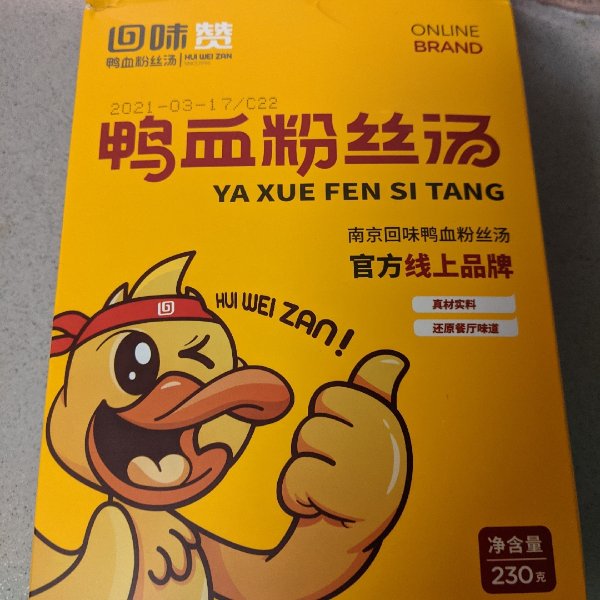 回味 赞
鸭血粉丝汤 HUI WEI ZAN
ONLINE
BRAND
2021-03-17/C22
鸭血粉丝汤
YA XUE FEN SI TANG
南京回味鸭血粉丝汤
官方线上品牌
真材实料
还原餐厅味道
HUI WEI ZAN!
回
净含量
230克